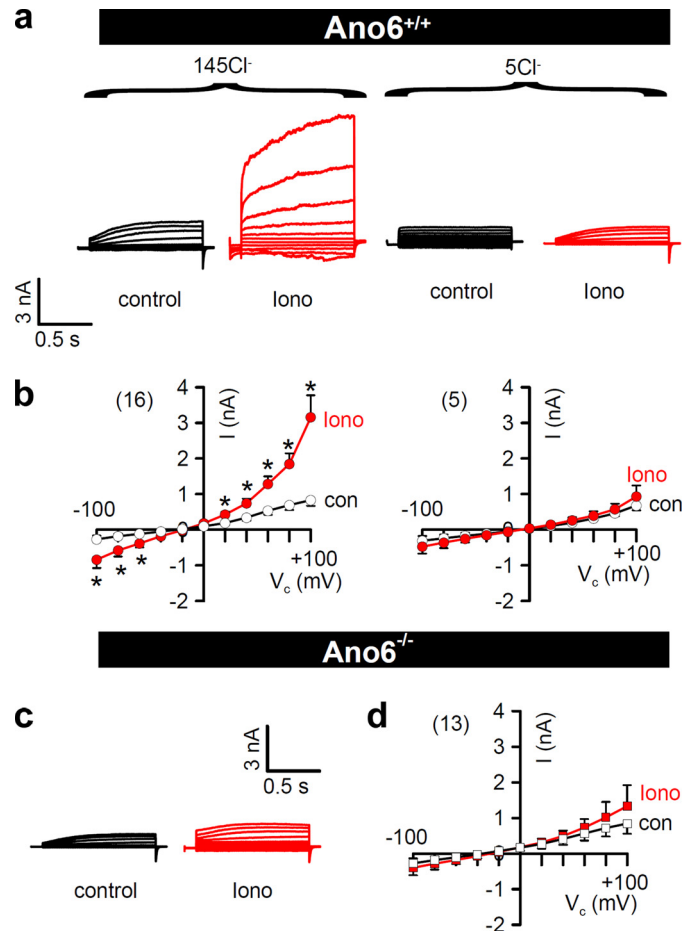 a
Ano6+/+
145Cl-
5Cl-
control
Iono
control
Iono
3 nA
0.5 s
b
(16)
4
3
2
1
0
-1
-2
I (nA)
Iono
con
-100
+100
Vc (mV)
* * * * *
* * *
(5)
4
3
2
1
0
-1
-2
I (nA)
Iono
con
-100
+100
Vc (mV)
Ano6-/-
c
3 nA
0.5 s
control
Iono
d
(13)
4
3
2
1
0
-1
-2
I (nA)
Iono
con
-100
+100
Vc (mV)